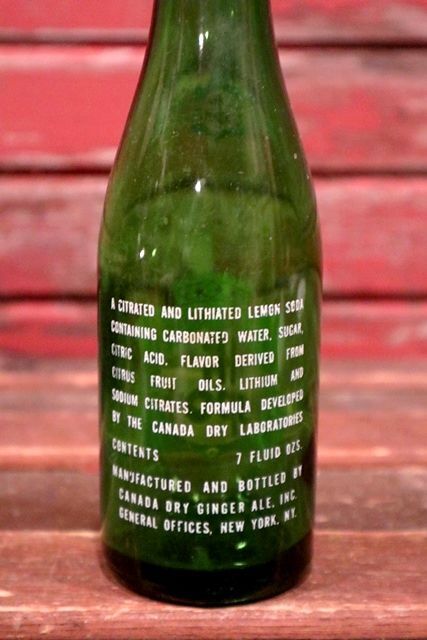 A CITRATED AND LITHIATED LEMON SODA
CONTAINING CARBONATED WATER, SUGAR,
CITRIC ACID. FLAVOR DERIVED FROM
CITRUS FRUIT OILS. LITHIUM AND
SODIUM CITRATES. FORMULA DEVELOPED
BY THE CANADA DRY LABORATORIES
CONTENTS 7 FLUID OZS.
MANUFACTURED AND BOTTLED BY
CANADA DRY GINGER ALE, INC.
GENERAL OFFICES, NEW YORK, N.Y.